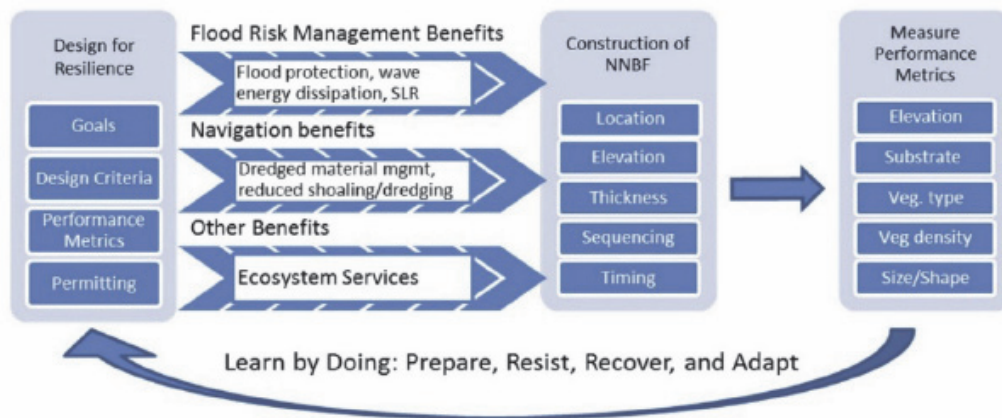 Design for
Resilience
Goals
Design Criteria
Performance
Metrics
Permitting
Flood Risk Management Benefits
Flood protection, wave
energy dissipation, SLR
Navigation benefits
Dredged material mgmt,
reduced shoaling/dredging
Other Benefits
Ecosystem Services
Construction of
NNBF
Location
Elevation
Thickness
Sequencing
Timing
Measure
Performance
Metrics
Elevation
Substrate
Veg. type
Veg density
Size/Shape
Learn by Doing: Prepare, Resist, Recover, and Adapt